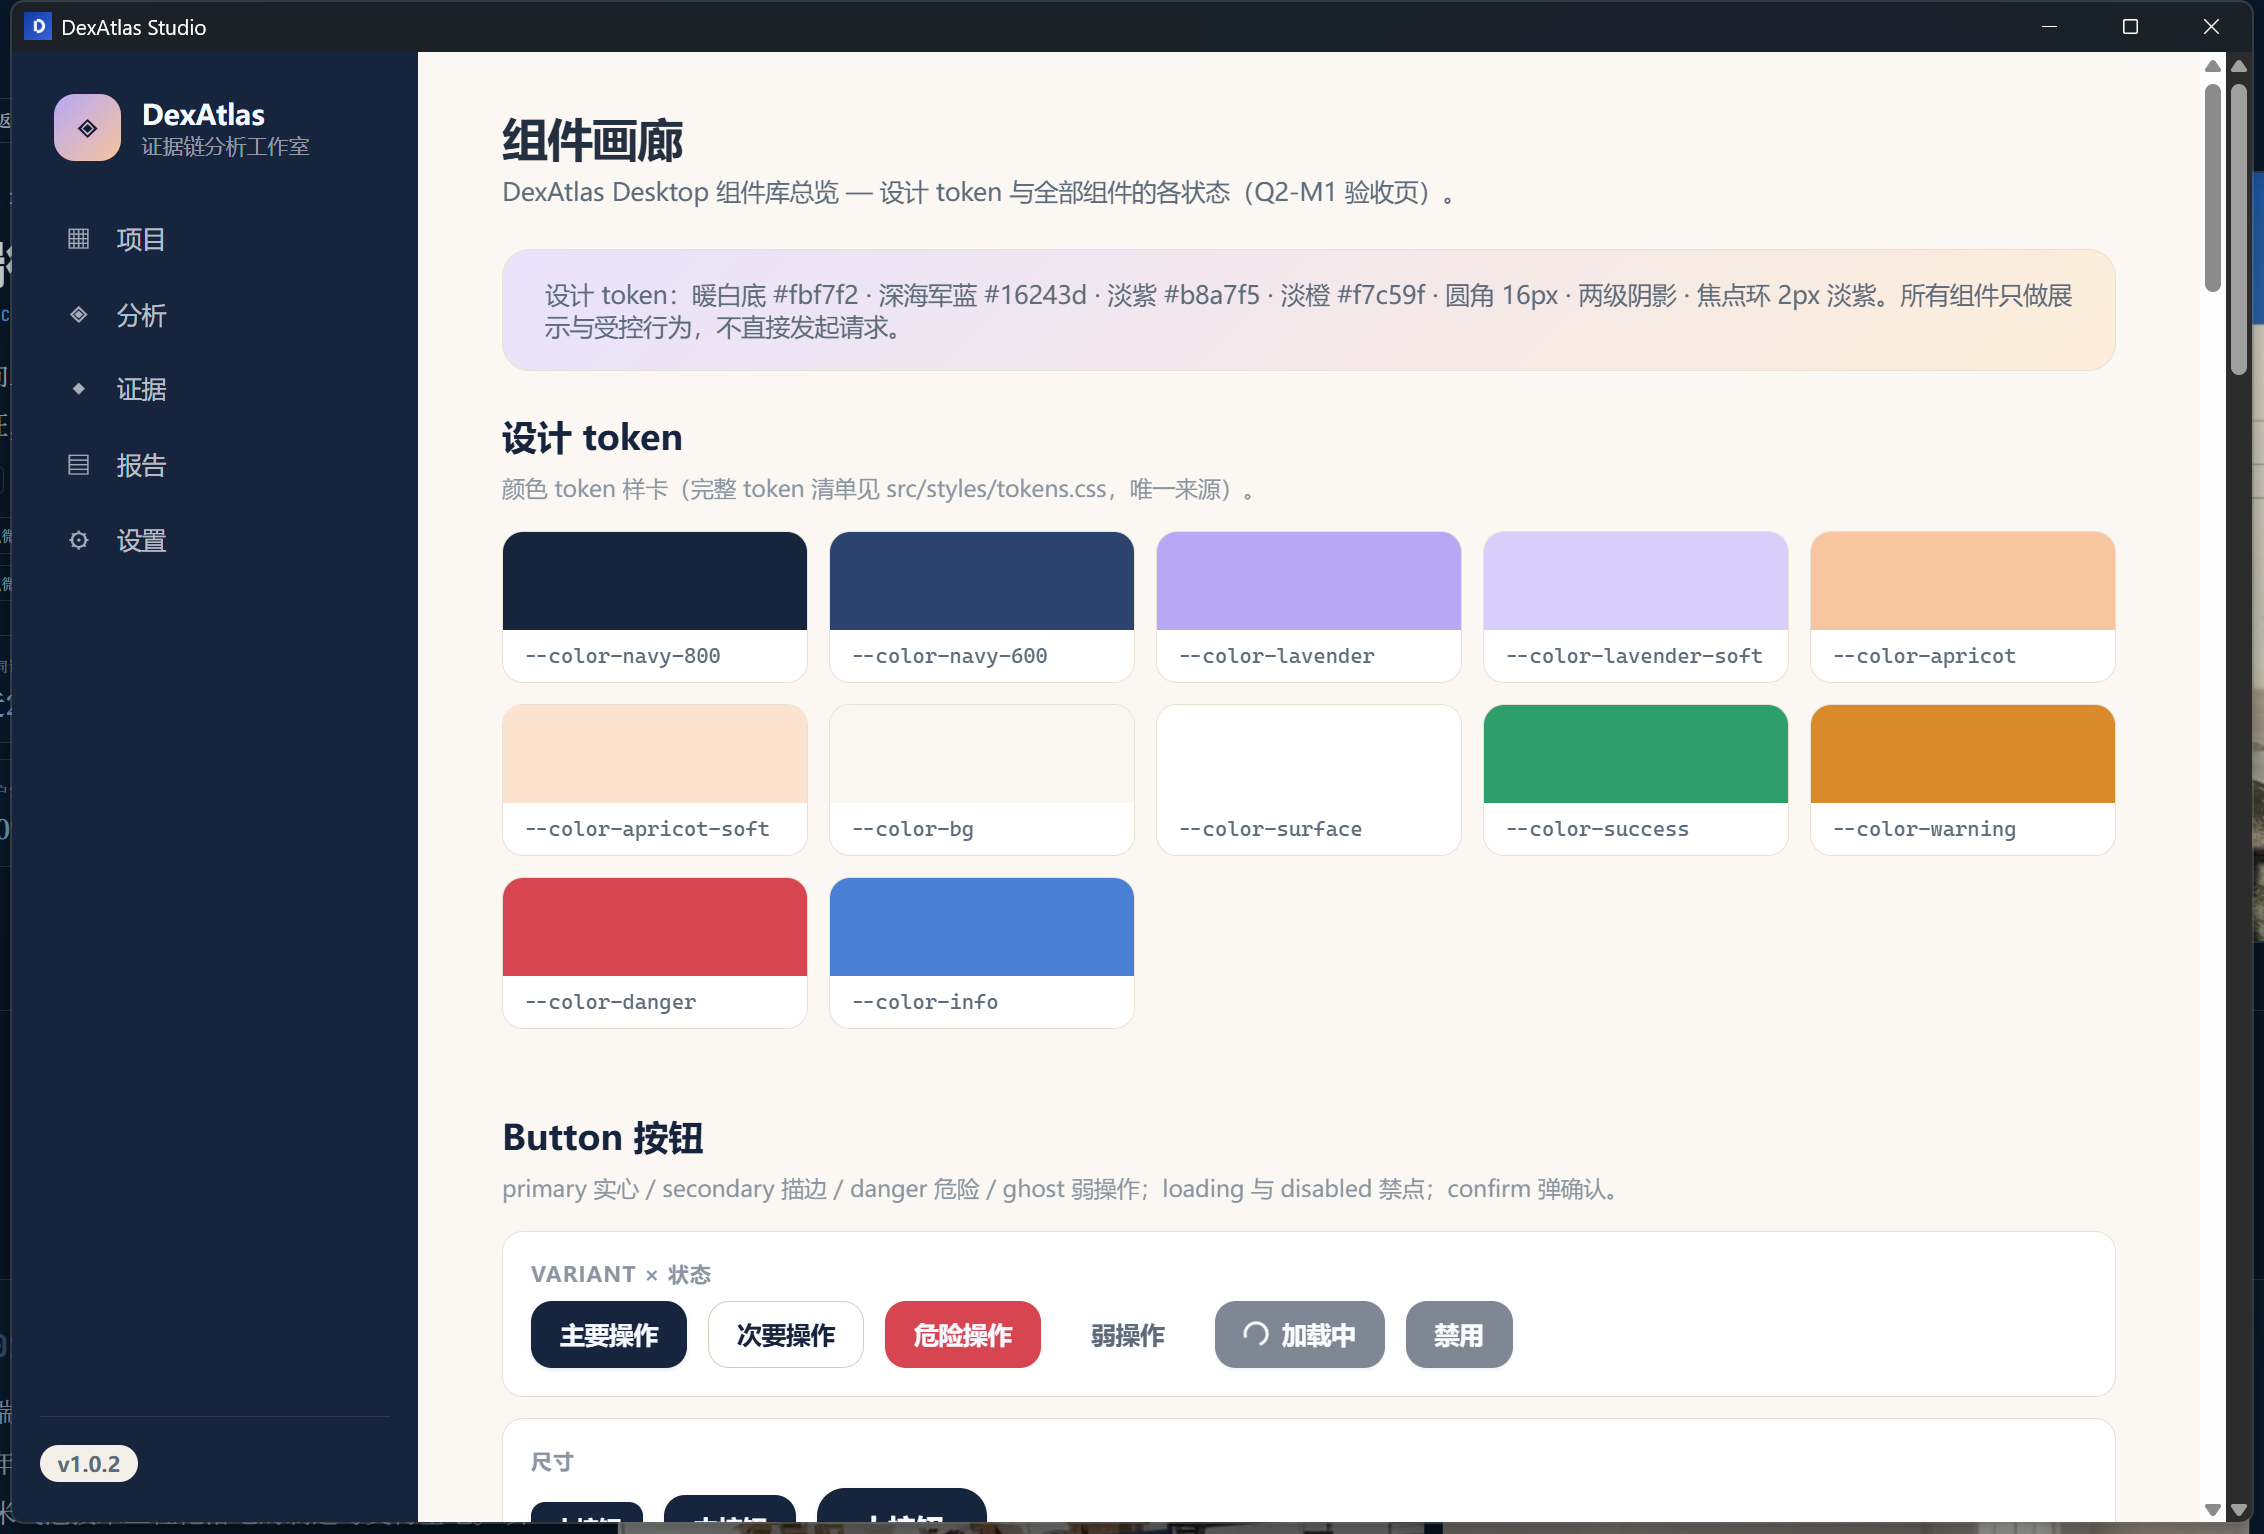 DexAtlas Studio
DexAtlas
证据链分析工作室
项目
分析
证据
报告
设置
v1.0.2
组件画廊
DexAtlas Desktop 组件库总览 — 设计 token 与全部组件的各状态（Q2-M1 验收页）。
设计 token：暖白底 #fbf7f2 · 深海军蓝 #16243d · 淡紫 #b8a7f5 · 淡橙 #f7c59f · 圆角 16px · 两级阴影 · 焦点环 2px 淡紫。所有组件只做展
示与受控行为，不直接发起请求。
设计 token
颜色 token 样卡（完整 token 清单见 src/styles/tokens.css，唯一来源）。
--color-navy-800
--color-navy-600
--color-lavender
--color-lavender-soft
--color-apricot
--color-apricot-soft
--color-bg
--color-surface
--color-success
--color-warning
--color-danger
--color-info
Button 按钮
primary 实心 / secondary 描边 / danger 危险 / ghost 弱操作；loading 与 disabled 禁点；confirm 弹确认。
VARIANT × 状态
主要操作
次要操作
危险操作
弱操作
加载中
禁用
尺寸